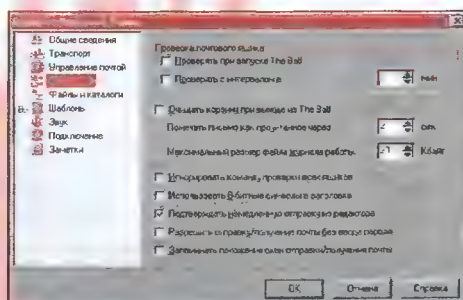 Общие сведения
Транспорт
Управление почтой
Файлы и каталоги
Шаблоны
Звук
Подключение
Заметки
Проверка почтового ящика
Проверять при запуске The Bat!
Проверять с интервалом
мин
Очищать корзину при выходе из The Bat!
Помечать письмо как прочтенное через
сек
Максимальный размер файла журнала работы
Кбайт
Игнорировать команду проверки всех ящиков
Использовать 8-битные символы в заголовке
Подтверждать немедленную отправку из редактора
Разрешить отправку/получение почты без ввода пароля
Запоминать положение окна отправки/получения почты
OK
Отмена
Справка